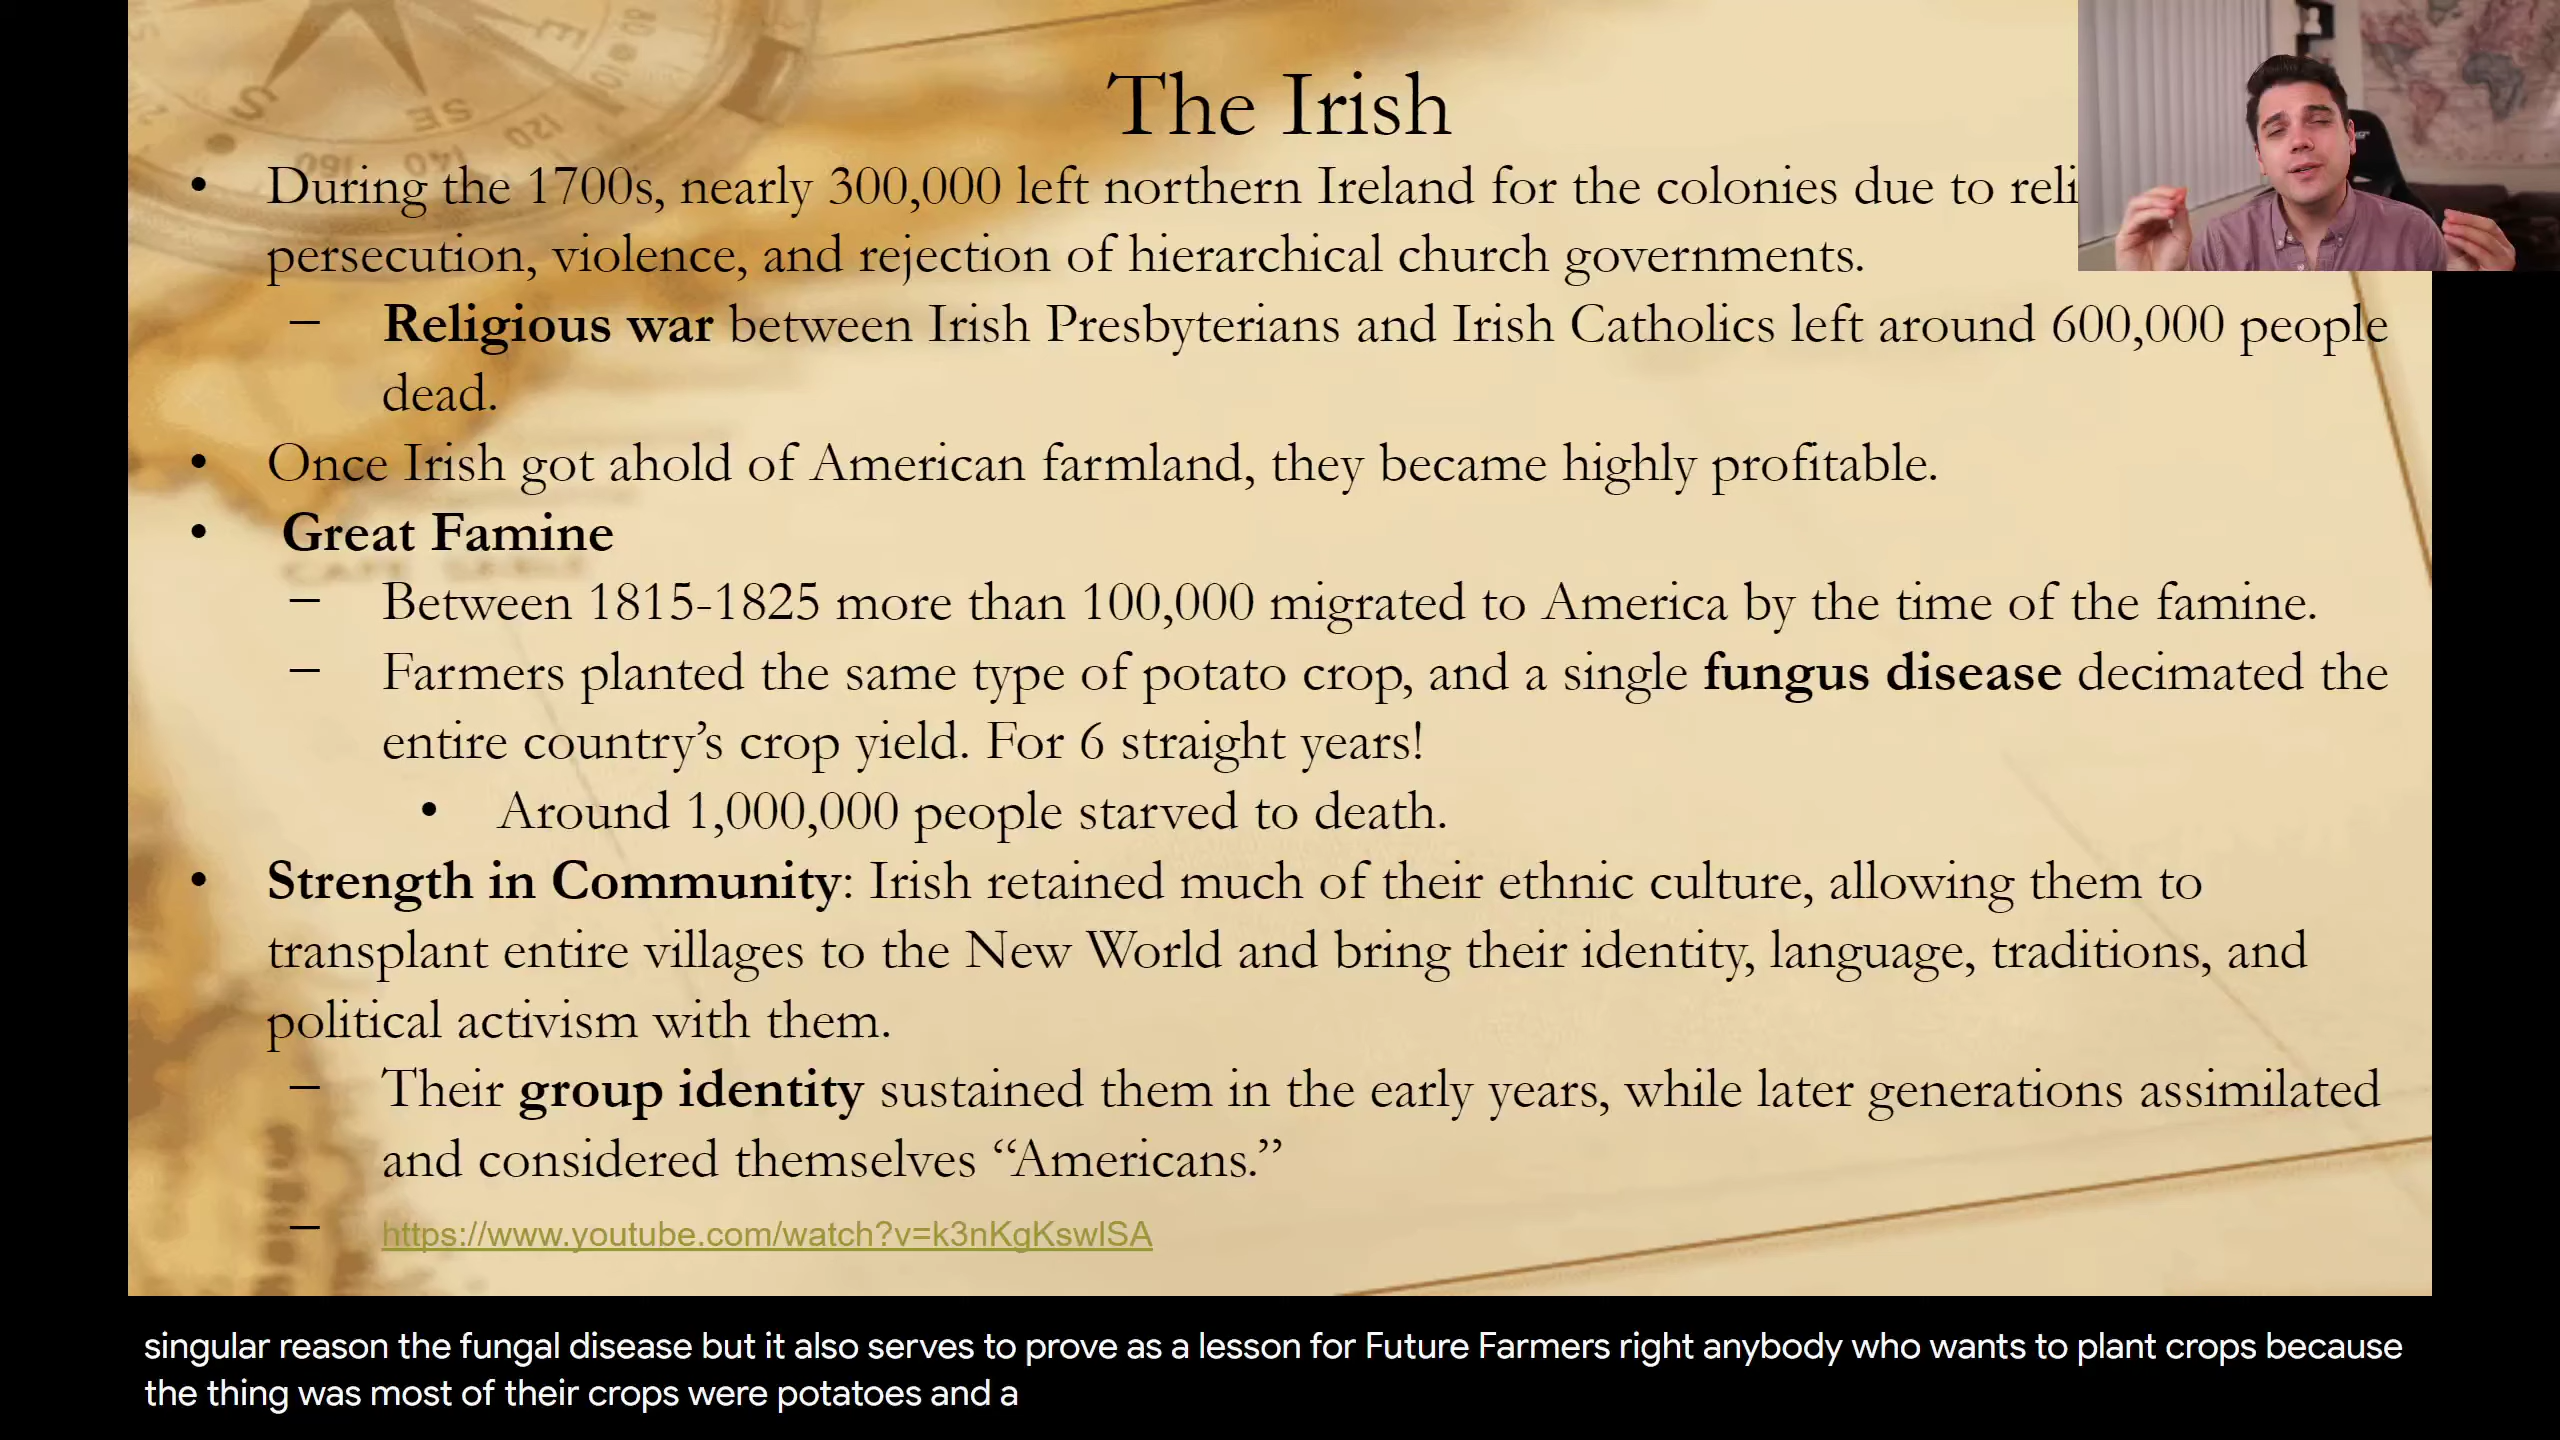 The Irish
• During the 1700s, nearly 300,000 left northern Ireland for the colonies due to reli
persecution, violence, and rejection of hierarchical church governments.
– Religious war between Irish Presbyterians and Irish Catholics left around 600,000 people
dead.
• Once Irish got ahold of American farmland, they became highly profitable.
• Great Famine
– Between 1815-1825 more than 100,000 migrated to America by the time of the famine.
– Farmers planted the same type of potato crop, and a single fungus disease decimated the
entire country’s crop yield. For 6 straight years!
• Around 1,000,000 people starved to death.
• Strength in Community: Irish retained much of their ethnic culture, allowing them to
transplant entire villages to the New World and bring their identity, language, traditions, and
political activism with them.
– Their group identity sustained them in the early years, while later generations assimilated
and considered themselves “Americans.”
– https://www.youtube.com/watch?v=k3nKgKswlSA
singular reason the fungal disease but it also serves to prove as a lesson for Future Farmers right anybody who wants to plant crops because
the thing was most of their crops were potatoes and a